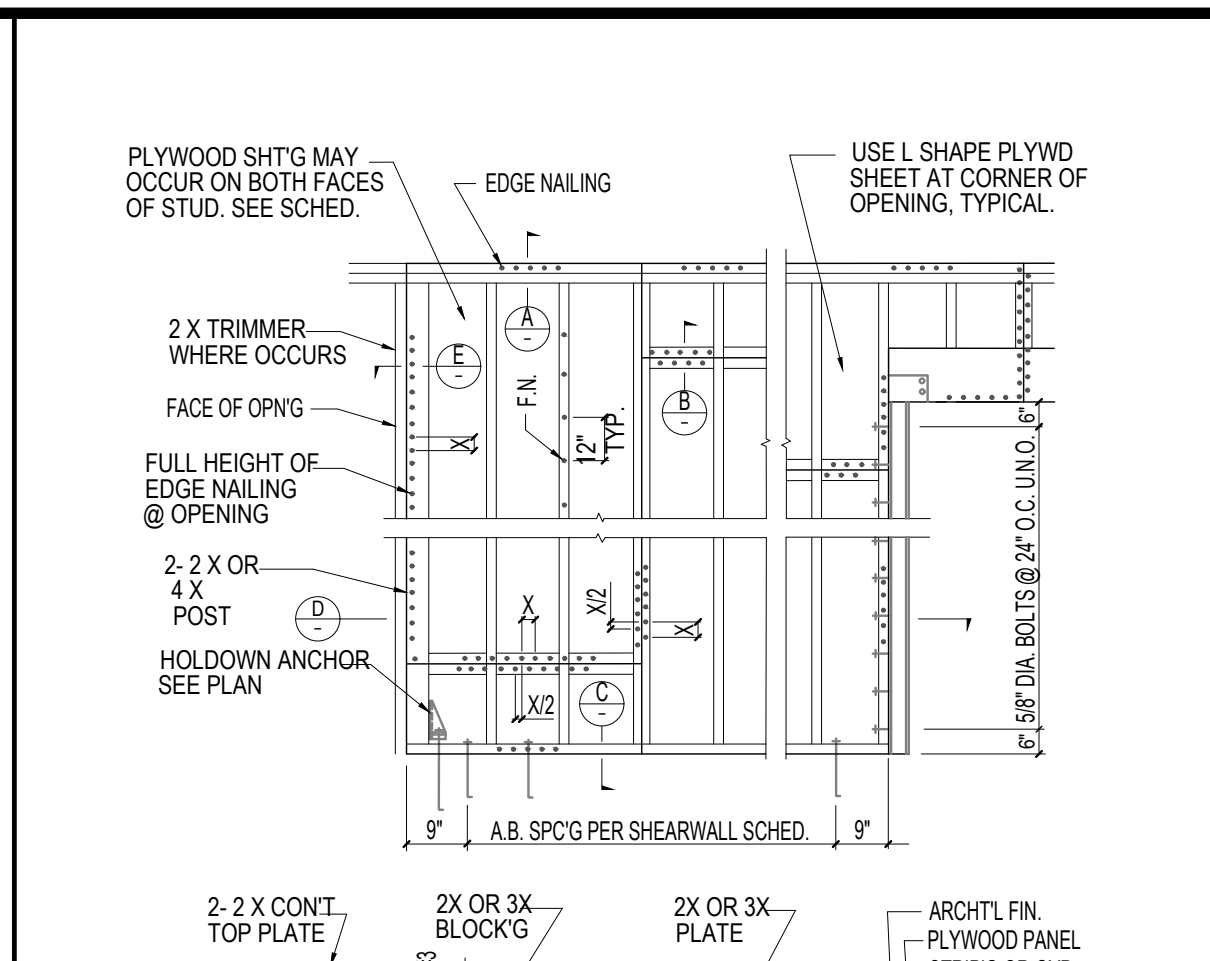 PLYWOOD SHT'G MAY
OCCUR ON BOTH FACES
OF STUD. SEE SCHED.
EDGE NAILING
USE L SHAPE PLYWD
SHEET AT CORNER OF
OPENING, TYPICAL.
2 X TRIMMER
WHERE OCCURS
A
-
E
-
F.N.
B
-
FACE OF OPN'G
X
12"
TYP.
6"
FULL HEIGHT OF
EDGE NAILING
@ OPENING
5/8" DIA. BOLTS @ 24" O.C. U.N.O.
2- 2 X OR
4 X
POST
D
-
X
X/2
X
HOLDOWN ANCHOR
SEE PLAN
X/2
C
-
6"
9"
A.B. SPC'G PER SHEARWALL SCHED.
9"
2- 2 X CON'T
TOP PLATE
2X OR 3X
BLOCK'G
2X OR 3X
PLATE
ARCHT'L FIN.
PLYWOOD PANEL